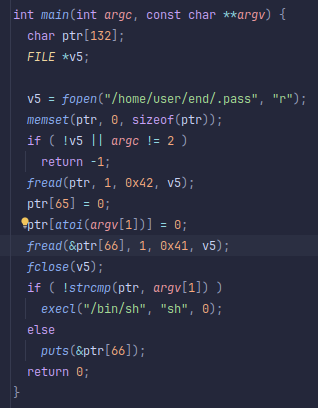 int main(int argc, const char **argv) {
  char ptr[132];
  FILE *v5;

  v5 = fopen("/home/user/end/.pass", "r");
  memset(ptr, 0, sizeof(ptr));
  if ( !v5 || argc != 2 )
    return -1;
  fread(ptr, 1, 0x42, v5);
  ptr[65] = 0;
  ptr[atoi(argv[1])] = 0;
  fread(&ptr[66], 1, 0x41, v5);
  fclose(v5);
  if ( !strcmp(ptr, argv[1]) )
    execl("/bin/sh", "sh", 0);
  else
    puts(&ptr[66]);
  return 0;
}